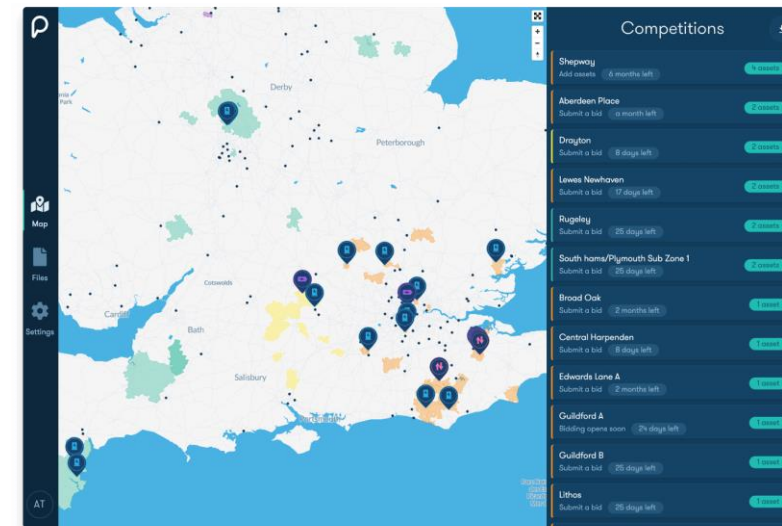 Competitions
Shepway
Add assets 6 months left
4 assets
Aberdeen Place
Submit a bid a month left
2 assets
Drayton
Submit a bid 8 days left
2 assets
Lewes Newhaven
Submit a bid 17 days left
2 assets
Rugeley
Submit a bid 25 days left
2 assets
South hams/Plymouth Sub Zone 1
Submit a bid 25 days left
2 assets
Broad Oak
Submit a bid 2 months left
1 asset
Central Harpenden
Submit a bid 8 days left
1 asset
Edwards Lane A
Submit a bid 2 months left
1 asset
Guildford A
Bidding opens soon 24 days left
1 asset
Guildford B
Submit a bid 25 days left
1 asset
Lithos
Submit a bid 25 days left
1 asset
Map
Files
Settings
AT
Park
Derby
Peterborough
Cotswolds
Cardiff
Bath
Salisbury